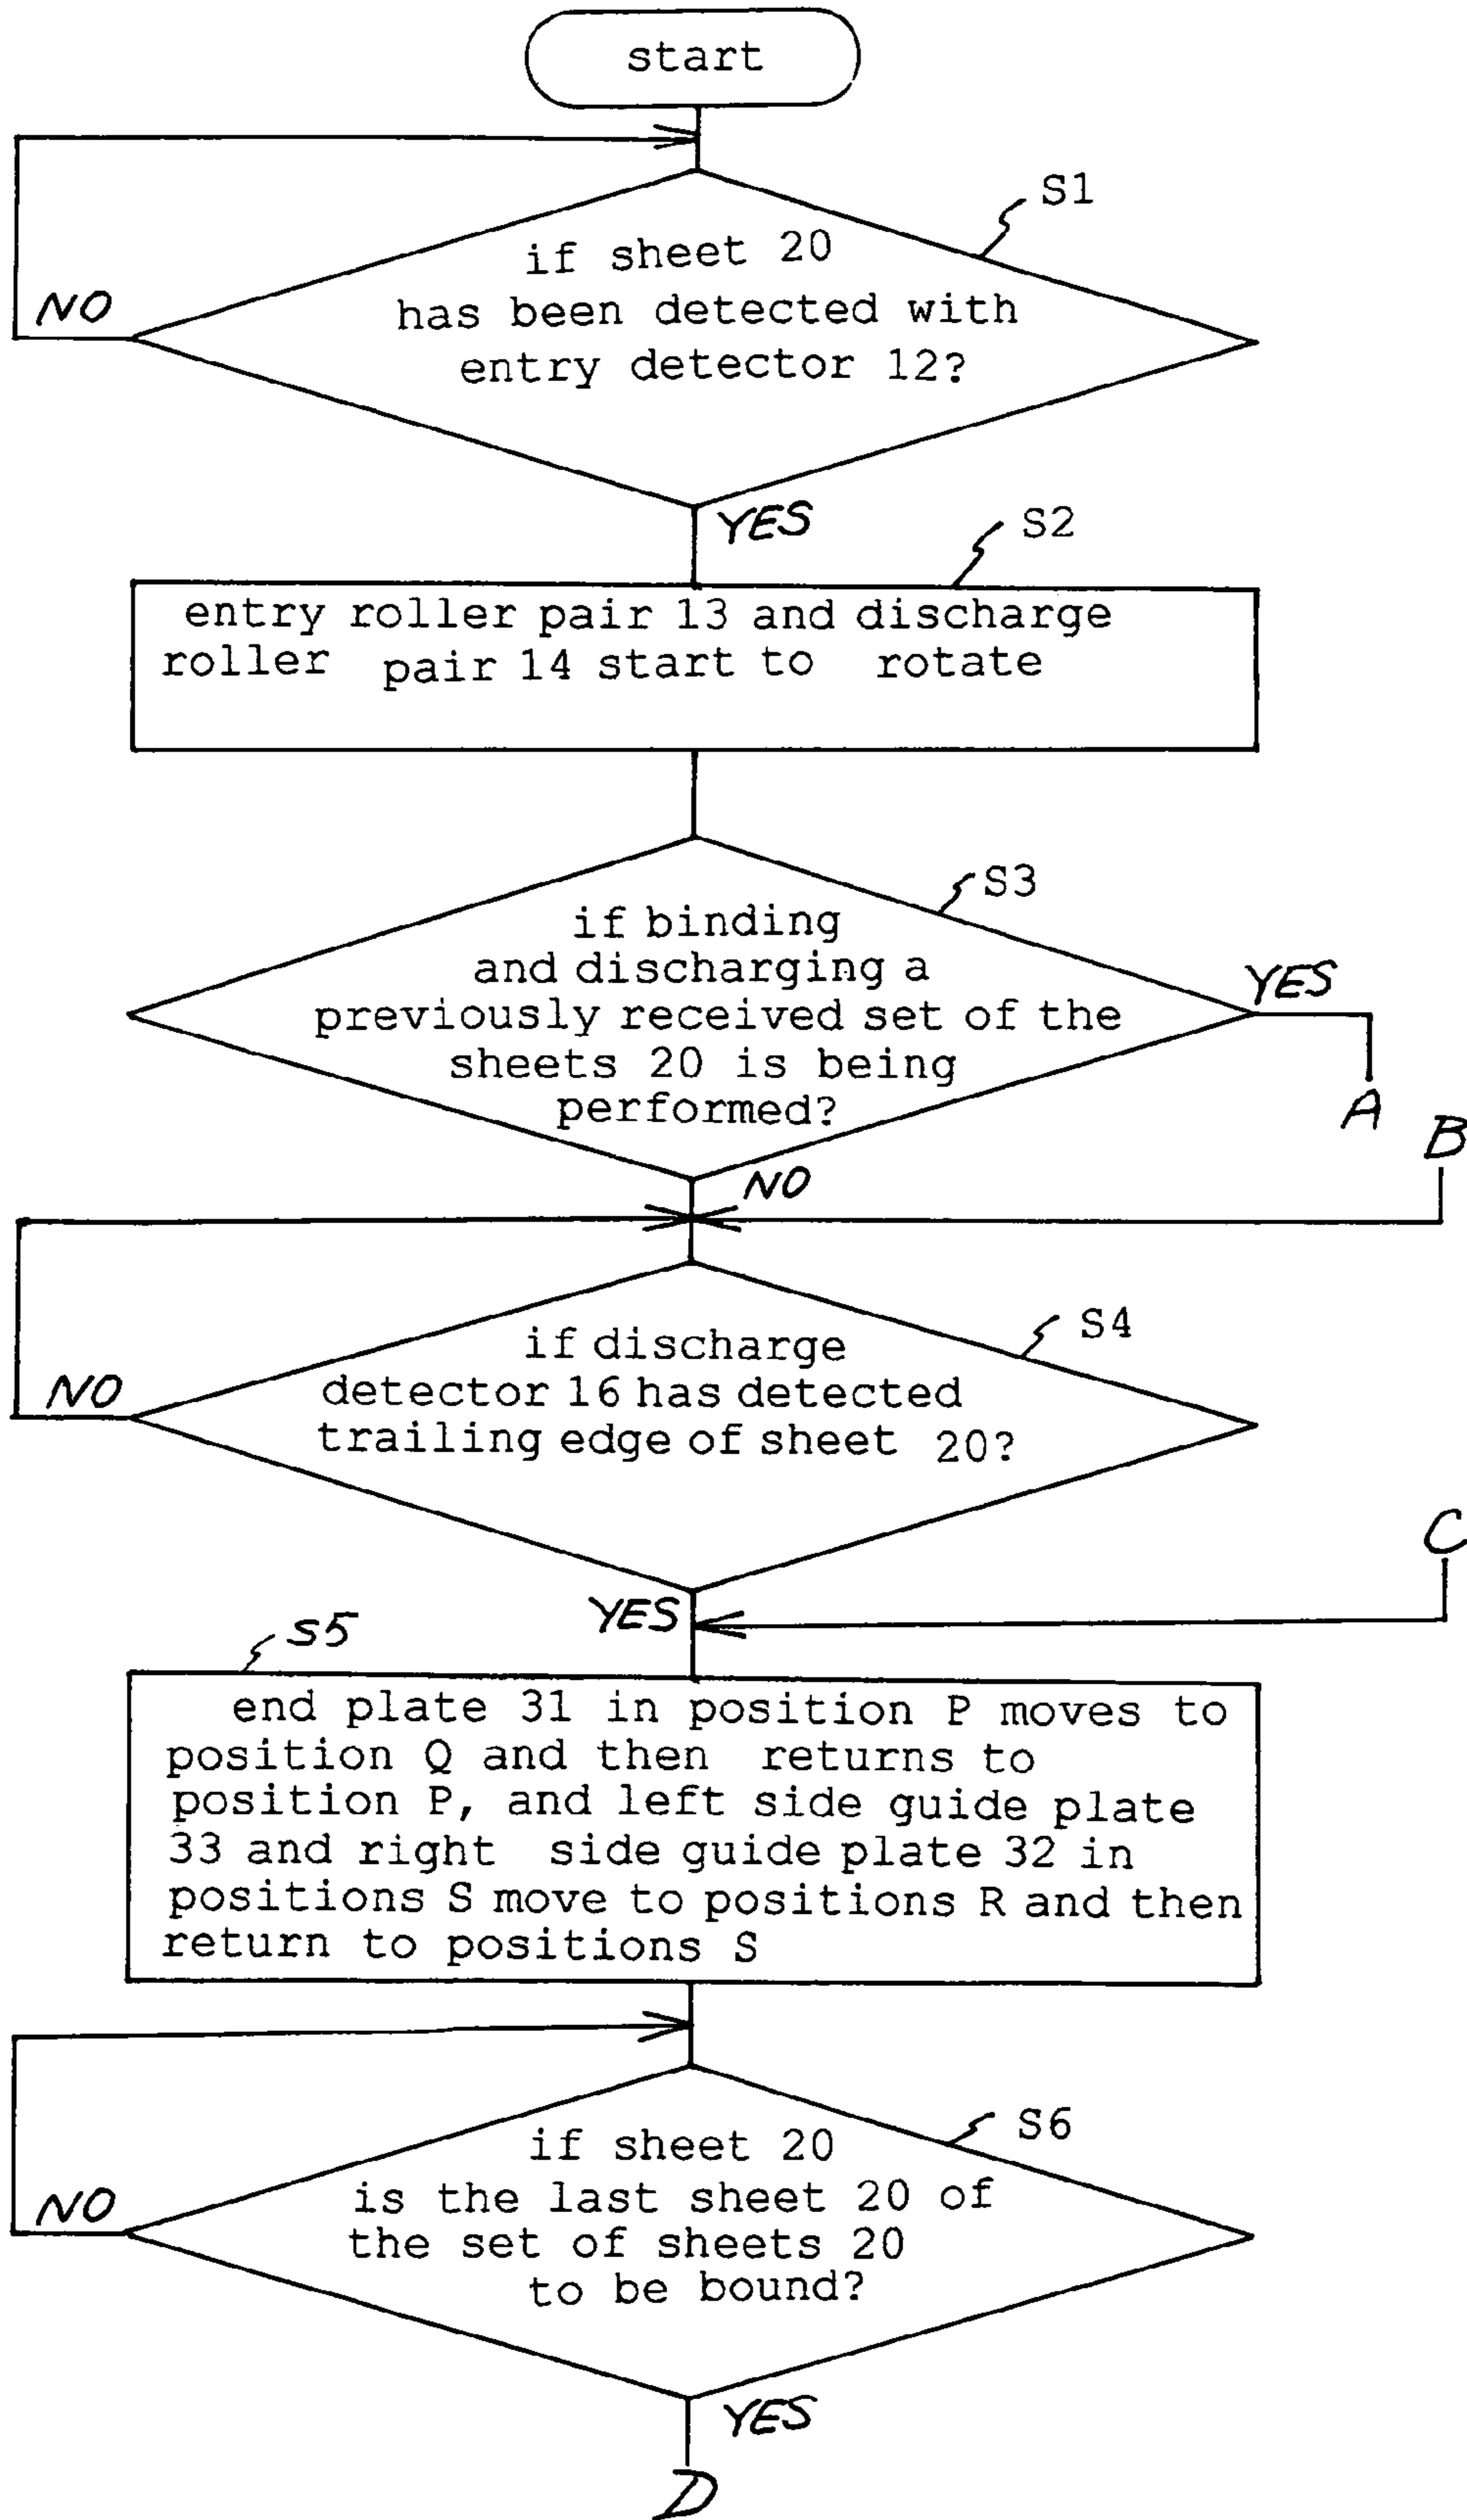 start
S1
if sheet 20
has been detected with
entry detector 12?
NO
YES
S2
entry roller pair 13 and discharge
roller pair 14 start to rotate
S3
if binding
and discharging a
previously received set of the
sheets 20 is being
performed?
YES
A
B
NO
S4
if discharge
detector 16 has detected
trailing edge of sheet 20?
NO
C
YES
S5
end plate 31 in position P moves to
position Q and then returns to
position P, and left side guide plate
33 and right side guide plate 32 in
positions S move to positions R and then
return to positions S
S6
if sheet 20
is the last sheet 20 of
the set of sheets 20
to be bound?
NO
YES
D